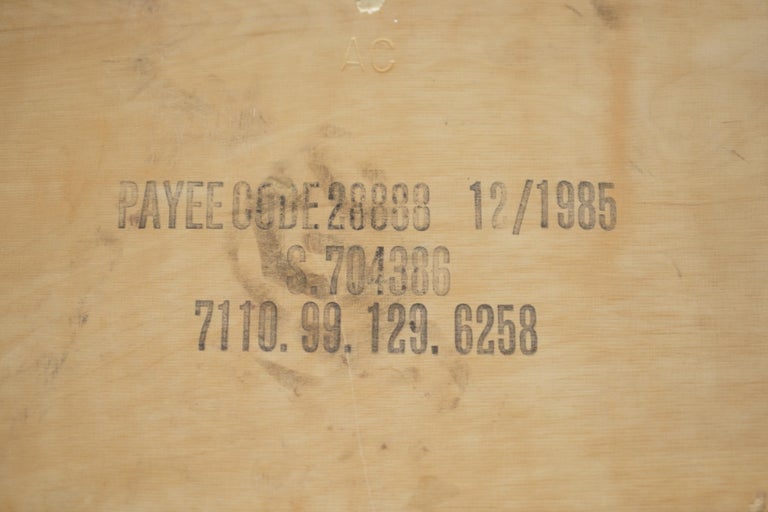 AC
PAYEE CODE 28888 12/1985
S.704386
7110.99.129.6258